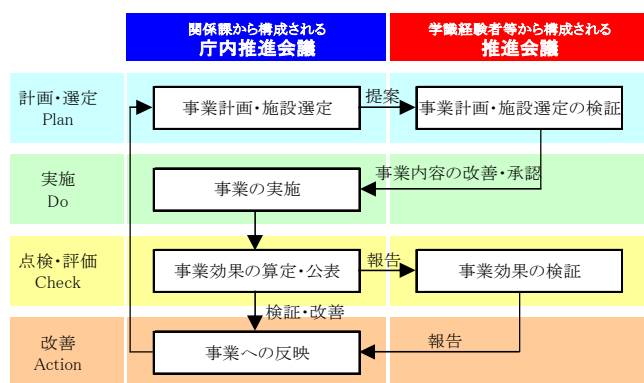 関係課から構成される
庁内推進会議
学識経験者等から構成される
推進会議
計画・選定
Plan
事業計画・施設選定
提案
事業計画・施設選定の検証
事業内容の改善・承認
実施
Do
事業の実施
点検・評価
Check
事業効果の算定・公表
報告
事業効果の検証
検証・改善
改善
Action
事業への反映
報告